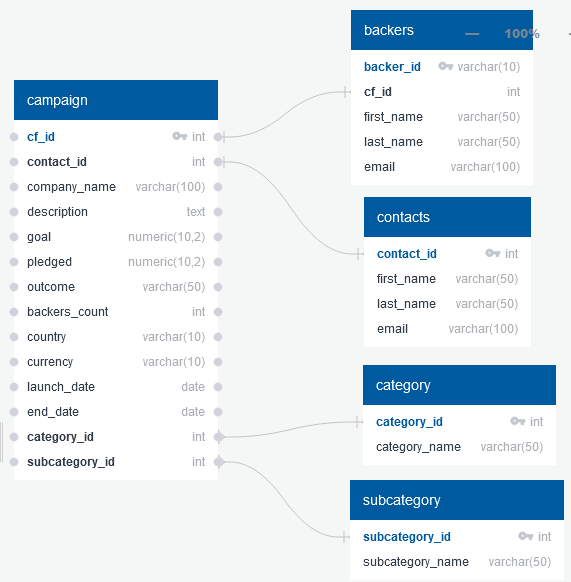 campaign
cf_id int
contact_id int
company_name varchar(100)
description text
goal numeric(10,2)
pledged numeric(10,2)
outcome varchar(50)
backers_count int
country varchar(10)
currency varchar(10)
launch_date date
end_date date
category_id int
subcategory_id int
backers — 100%
backer_id varchar(10)
cf_id int
first_name varchar(50)
last_name varchar(50)
email varchar(100)
contacts
contact_id int
first_name varchar(50)
last_name varchar(50)
email varchar(100)
category
category_id int
category_name varchar(50)
subcategory
subcategory_id int
subcategory_name varchar(50)